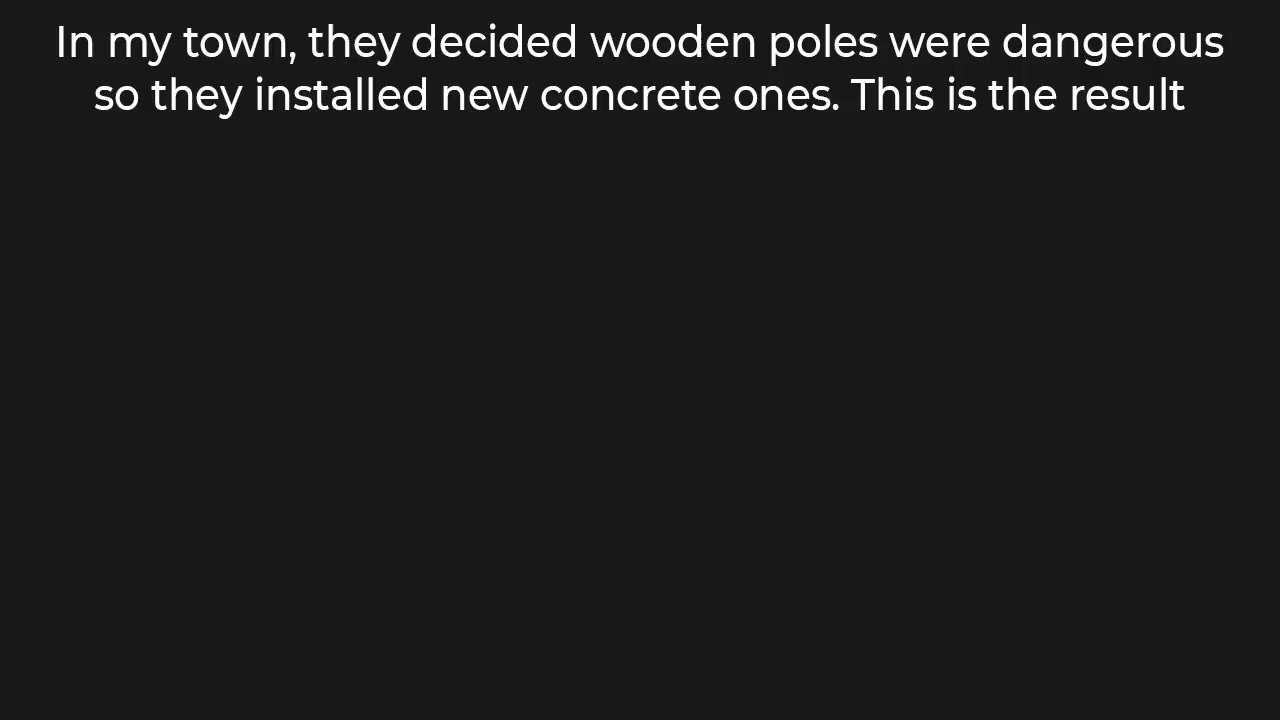 In my town, they decided wooden poles were dangerous
so they installed new concrete ones. This is the result